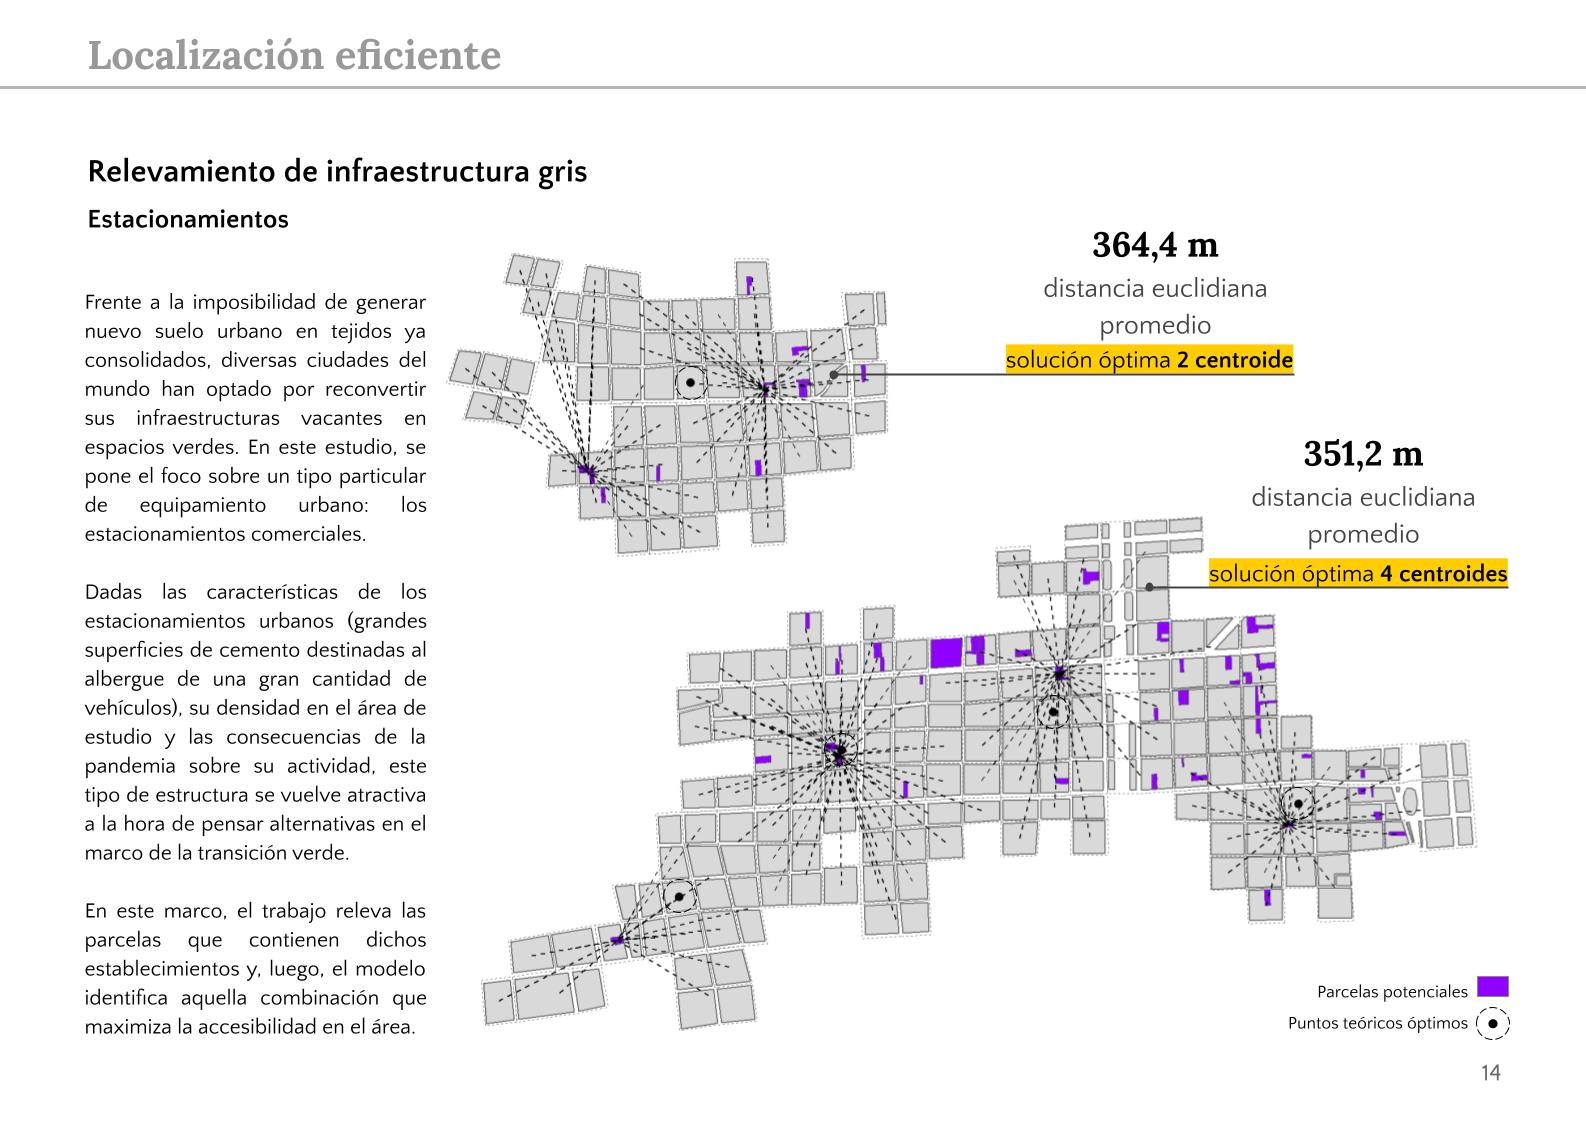 Localización eficiente
Relevamiento de infraestructura gris
Estacionamientos
Frente a la imposibilidad de generar
nuevo suelo urbano en tejidos ya
consolidados, diversas ciudades del
mundo han optado por reconvertir
sus infraestructuras vacantes en
espacios verdes. En este estudio, se
pone el foco sobre un tipo particular
de equipamiento urbano: los
estacionamientos comerciales.
Dadas las características de los
estacionamientos urbanos (grandes
superficies de cemento destinadas al
albergue de una gran cantidad de
vehículos), su densidad en el área de
estudio y las consecuencias de la
pandemia sobre su actividad, este
tipo de estructura se vuelve atractiva
a la hora de pensar alternativas en el
marco de la transición verde.
En este marco, el trabajo releva las
parcelas que contienen dichos
establecimientos y, luego, el modelo
identifica aquella combinación que
maximiza la accesibilidad en el área.
364,4 m
distancia euclidiana
promedio
solución óptima 2 centroide
351,2 m
distancia euclidiana
promedio
solución óptima 4 centroides
Parcelas potenciales
Puntos teóricos óptimos
14